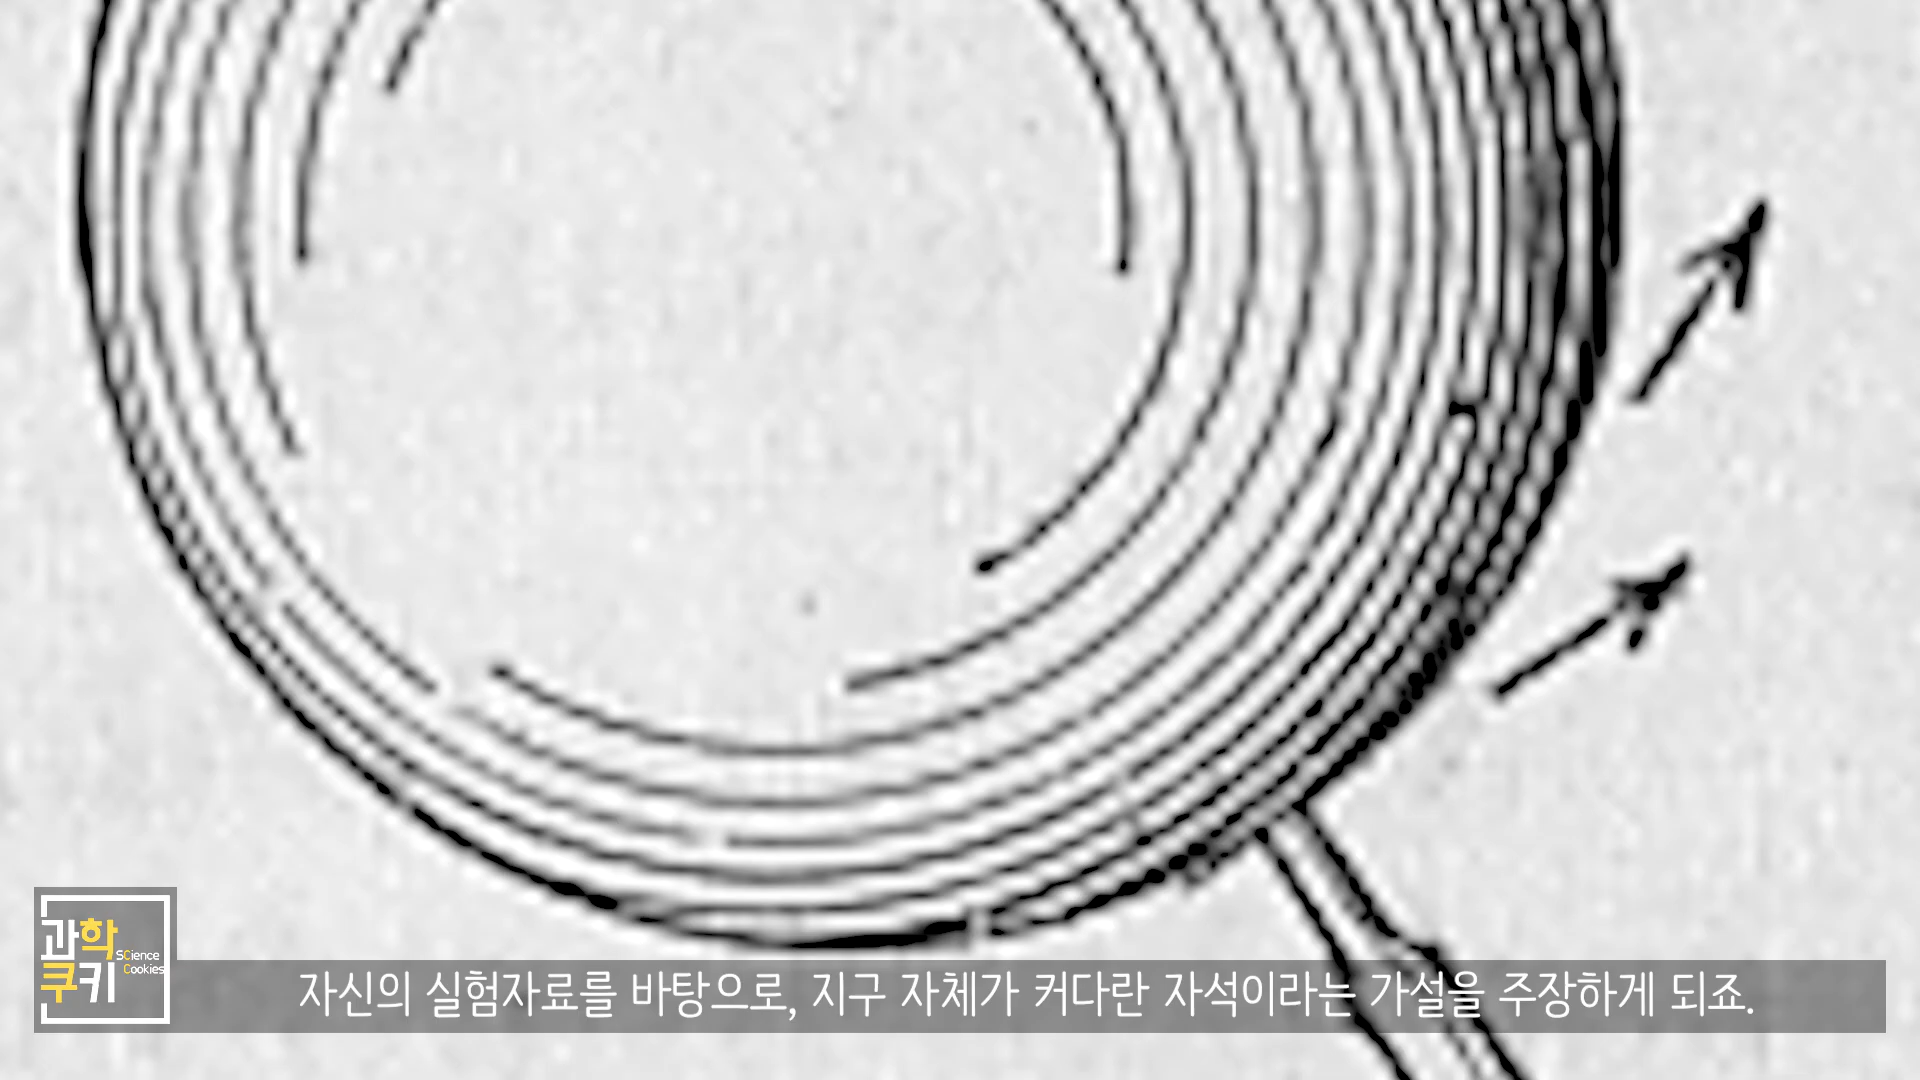 과학
쿠키
SCience
Cookies
자신의 실험자료를 바탕으로, 지구 자체가 커다란 자석이라는 가설을 주장하게 되죠.